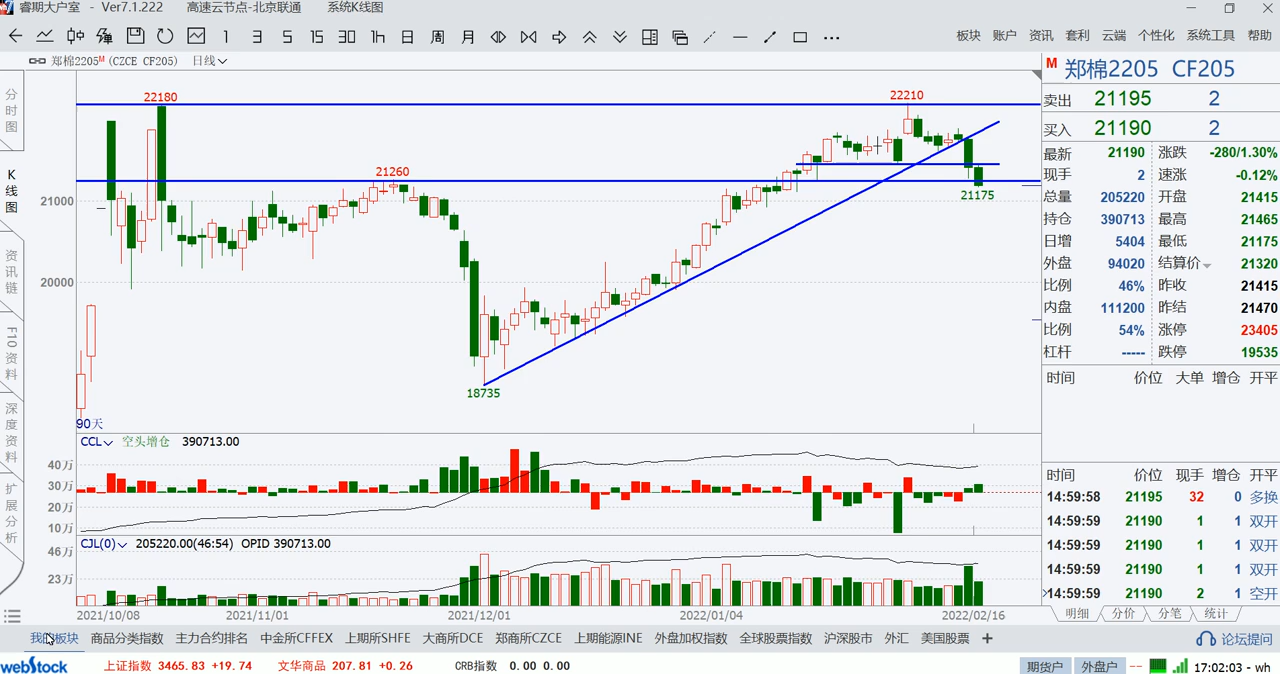 睿期大户室 - Ver7.1.222 高速云节点-北京联通 系统K线图
1 3 5 15 30 1h 日 周 月 板块 账户 资讯 套利 云端 个性化 系统工具 帮助
郑棉2205M (CZCE CF205) 日线
M 郑棉2205 CF205
卖出 21195 2
买入 21190 2
最新 21190 涨跌 -280/1.30%
现手 2 速涨 -0.12%
总量 205220 开盘 21415
持仓 390713 最高 21465
日增 5404 最低 21175
外盘 94020 结算价 21320
比例 46% 昨收 21415
内盘 111200 昨结 21470
比例 54% 涨停 23405
杠杆 ----- 跌停 19535
时间 价位 大单 增仓 开平
时间 价位 现手 增仓 开平
14:59:58 21195 32 0 多换
14:59:59 21190 1 1 双开
14:59:59 21190 1 1 双开
14:59:59 21190 1 1 双开
14:59:59 21190 2 1 空开
明细 分价 分笔 统计
分时图
K线图
资讯链
F10资料
深度资料
扩展分析
22180
22210
21260
21175
21000
20000
18735
90天
CCL 空头增仓 390713.00
40万
30万
20万
10万
CJL(0) 205220.00(46:54) OPID 390713.00
46万
23万
2021/10/08 2021/11/01 2021/12/01 2022/01/04 2022/02/16
板块 商品分类指数 主力合约排名 中金所CFFEX 上期所SHFE 大商所DCE 郑商所CZCE 上期能源INE 外盘加权指数 全球股票指数 沪深股市 外汇 美国股票 + 论坛提问
webStock 上证指数 3465.83 +19.74 文华商品 207.81 +0.26 CRB指数 0.00 0.00 期货户 外盘户 -- 17:02:03 - wh